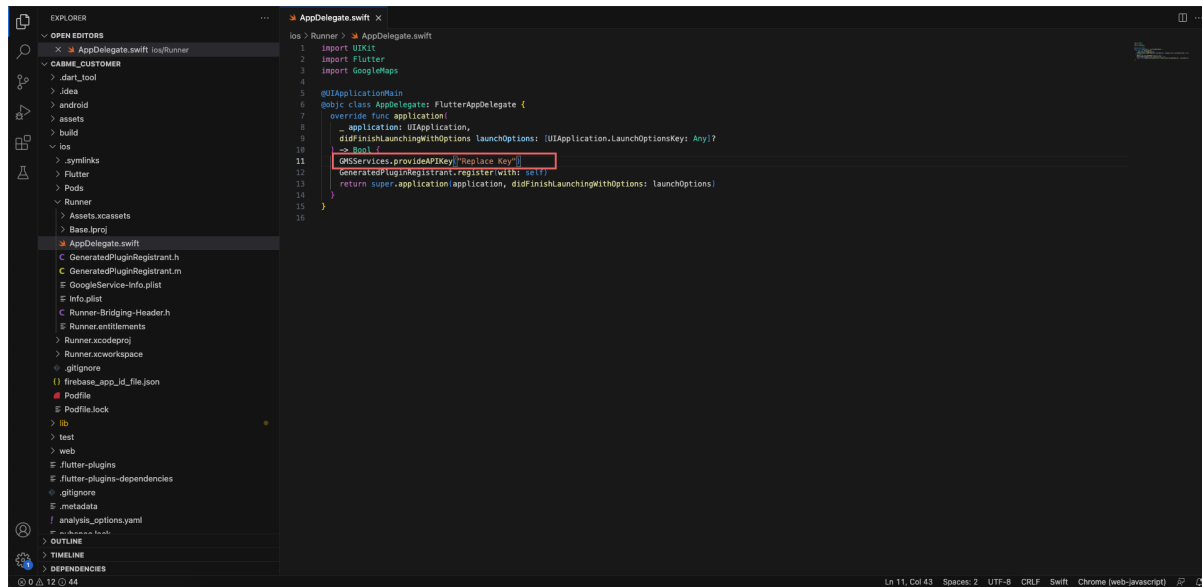 EXPLORER
OPEN EDITORS
AppDelegate.swift ios/Runner
CABME_CUSTOMER
.dart_tool
.idea
android
assets
build
ios
.symlinks
Flutter
Pods
Runner
Assets.xcassets
Base.lproj
AppDelegate.swift
GeneratedPluginRegistrant.h
GeneratedPluginRegistrant.m
GoogleService-Info.plist
Info.plist
Runner-Bridging-Header.h
Runner.entitlements
Runner.xcodeproj
Runner.xcworkspace
.gitignore
firebase_app_id_file.json
Podfile
Podfile.lock
lib
test
web
.flutter-plugins
.flutter-plugins-dependencies
.gitignore
.metadata
analysis_options.yaml
OUTLINE
TIMELINE
DEPENDENCIES
AppDelegate.swift
ios > Runner > AppDelegate.swift
1 import UIKit
2 import Flutter
3 import GoogleMaps
4
5 @UIApplicationMain
6 @objc class AppDelegate: FlutterAppDelegate {
7 override func application(
8 _ application: UIApplication,
9 didFinishLaunchingWithOptions launchOptions: [UIApplication.LaunchOptionsKey: Any]?
10 ) -> Bool {
11 GMSServices.provideAPIKey("Replace Key")
12 GeneratedPluginRegistrant.register(with: self)
13 return super.application(application, didFinishLaunchingWithOptions: launchOptions)
14 }
15 }
16
0 12 44
Ln 11, Col 43 Spaces: 2 UTF-8 CRLF Swift Chrome (web-javascript)